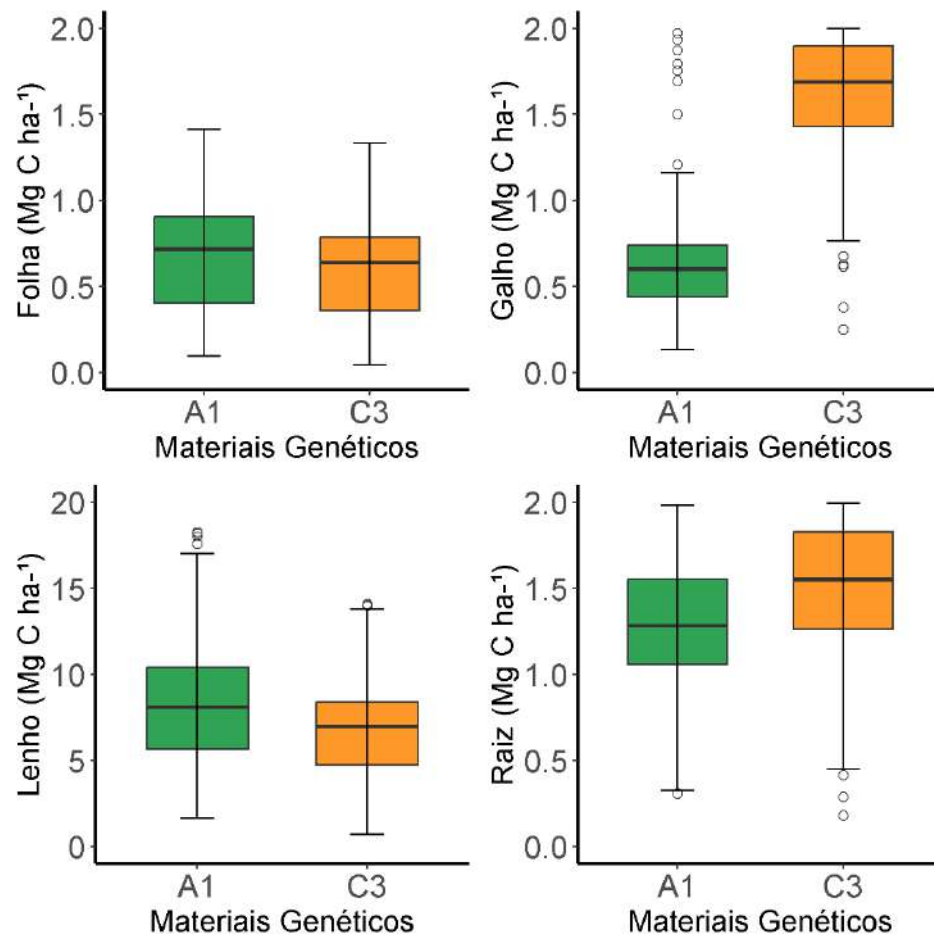 Folha (Mg C ha-¹)
2.0
1.5
1.0
0.5
0.0
A1 C3
Materiais Genéticos
Galho (Mg C ha-¹)
2.0
1.5
1.0
0.5
0.0
A1 C3
Materiais Genéticos
Lenho (Mg C ha-¹)
20
15
10
5
0
A1 C3
Materiais Genéticos
Raiz (Mg C ha-¹)
2.0
1.5
1.0
0.5
0.0
A1 C3
Materiais Genéticos